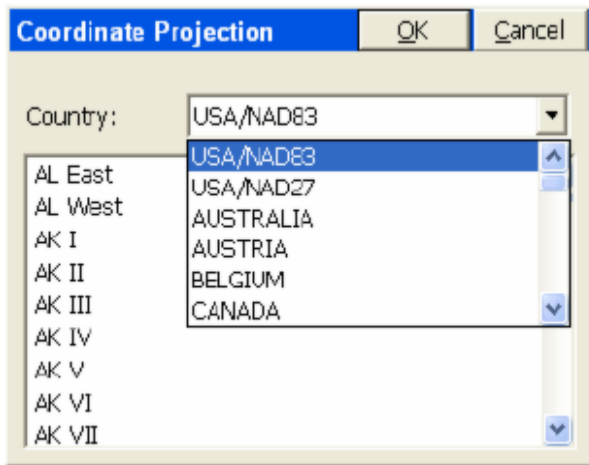 Coordinate Projection OK Cancel
Country: USA/NAD83
USA/NAD83
USA/NAD27
AUSTRALIA
AUSTRIA
BELGIUM
CANADA
AL East
AL West
AK I
AK II
AK III
AK IV
AK V
AK VI
AK VII